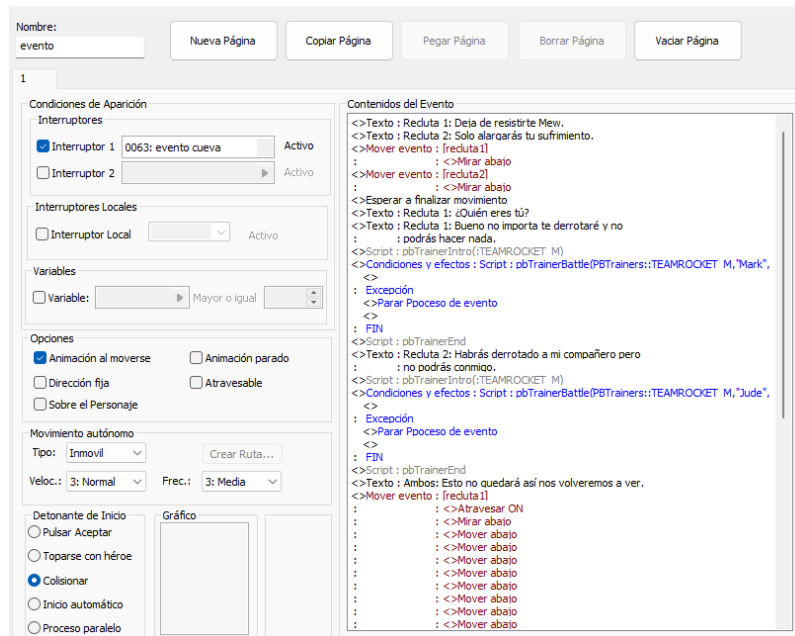 Nombre:
evento
Nueva Página
Copiar Página
Pegar Página
Borrar Página
Vaciar Página
1
Condiciones de Aparición
Interruptores
Interruptor 1 0063: evento cueva Activo
Interruptor 2 Activo
Interruptores Locales
Interruptor Local Activo
Variables
Variable: Mayor o igual
Opciones
Animación al moverse Animación parado
Dirección fija Atravesable
Sobre el Personaje
Movimiento autónomo
Tipo: Inmovil Crear Ruta...
Veloc.: 3: Normal Frec.: 3: Media
Detonante de Inicio
Pulsar Aceptar
Toparse con héroe
Colisionar
Inicio automático
Proceso paralelo
Gráfico
Contenidos del Evento
<>Texto : Recluta 1: Deja de resistirte Mew.
<>Texto : Recluta 2: Solo alargarás tu sufrimiento.
<>Mover evento : [recluta1]
: : <>Mirar abajo
<>Mover evento : [recluta2]
: : <>Mirar abajo
<>Esperar a finalizar movimiento
<>Texto : Recluta 1: ¿Quién eres tú?
<>Texto : Recluta 1: Bueno no importa te derrotaré y no
: : podrás hacer nada.
<>Script : pbTrainerIntro(:TEAMROCKET_M)
<>Condiciones y efectos : Script : pbTrainerBattle(PBTrainers::TEAMROCKET_M,"Mark",
<>
: Excepción
<>Parar Ppoceso de evento
<>
: FIN
<>Script : pbTrainerEnd
<>Texto : Recluta 2: Habrás derrotado a mi compañero pero
: : no podrás conmigo.
<>Script : pbTrainerIntro(:TEAMROCKET_M)
<>Condiciones y efectos : Script : pbTrainerBattle(PBTrainers::TEAMROCKET_M,"Jude",
<>
: Excepción
<>Parar Ppoceso de evento
<>
: FIN
<>Script : pbTrainerEnd
<>Texto : Ambos: Esto no quedará así nos volveremos a ver.
<>Mover evento : [recluta1]
: : <>Atravesar ON
: : <>Mirar abajo
: : <>Mover abajo
: : <>Mover abajo
: : <>Mover abajo
: : <>Mover abajo
: : <>Mover abajo
: : <>Mover abajo
: : <>Mover abajo
: : <>Mover abajo